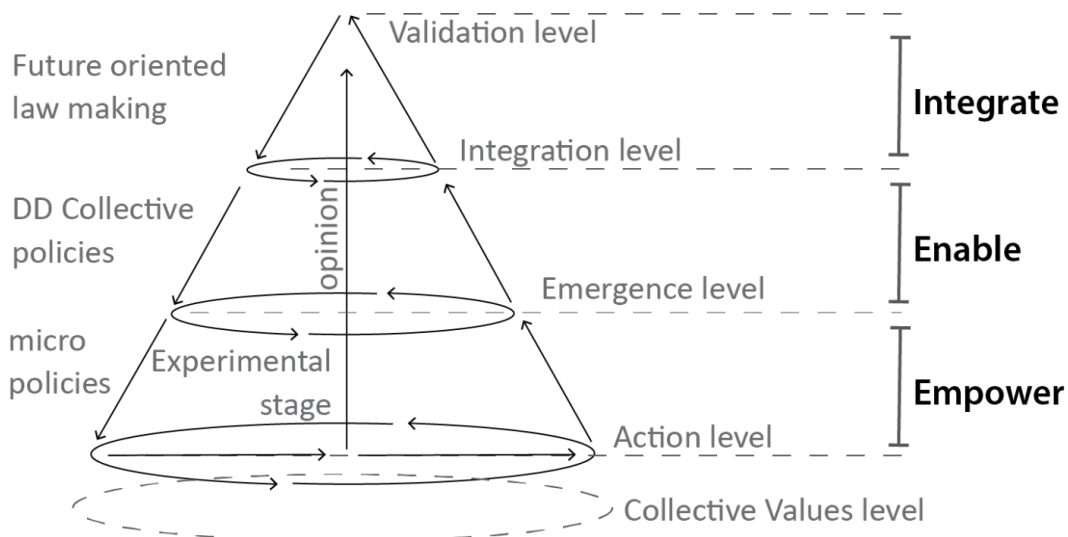 Validation level
Future oriented
law making
Integrate
Integration level
DD Collective
policies
opinion
Enable
Emergence level
micro
policies
Experimental
stage
Empower
Action level
Collective Values level